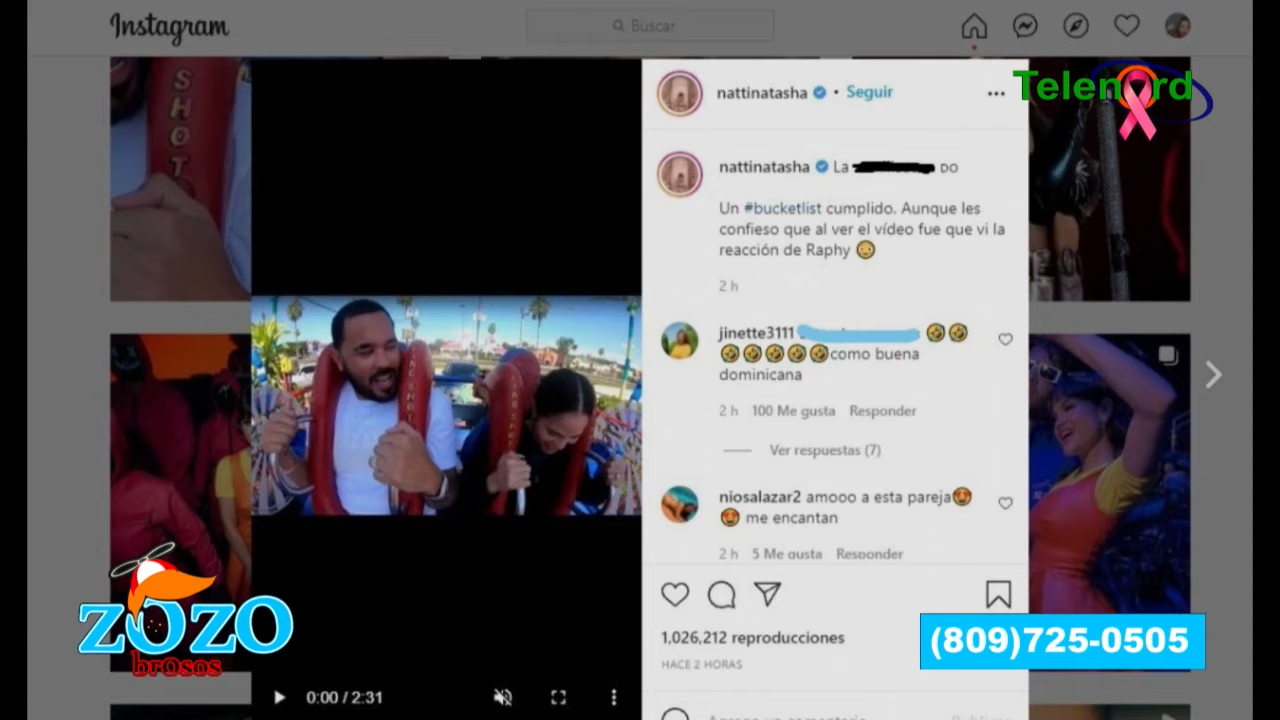 Instagram
Buscar
Telenord
SHOT
nattinatasha • Seguir
nattinatasha La DO
Un #bucketlist cumplido. Aunque les
confieso que al ver el vídeo fue que vi la
reacción de Raphy
2 h
jinette3111
como buena
dominicana
2 h 100 Me gusta Responder
Ver respuestas (7)
niosalazar2 amooo a esta pareja
me encantan
2 h 5 Me gusta Responder
1,026,212 reproducciones
HACE 2 HORAS
ZOZO
brOsos
(809)725-0505
0:00 / 2:31